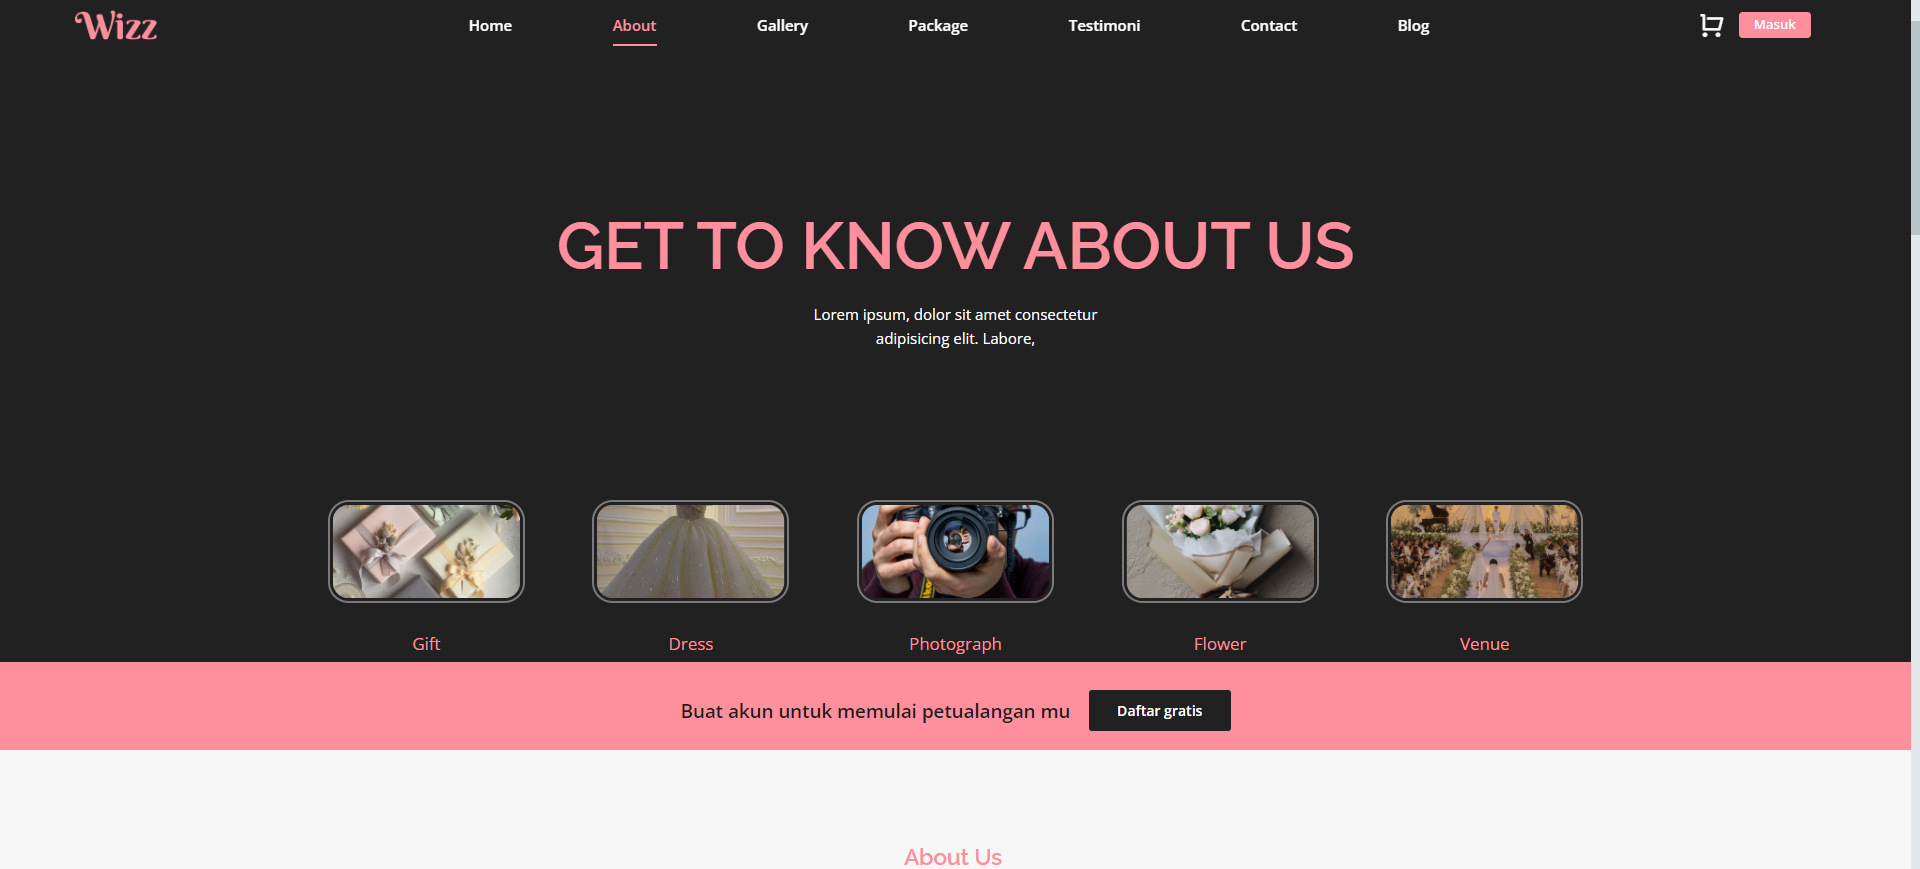 Wizz
Home About Gallery Package Testimoni Contact Blog Masuk
GET TO KNOW ABOUT US
Lorem ipsum, dolor sit amet consectetur
adipisicing elit. Labore,
Gift Dress Photograph Flower Venue
Buat akun untuk memulai petualangan mu Daftar gratis
About Us